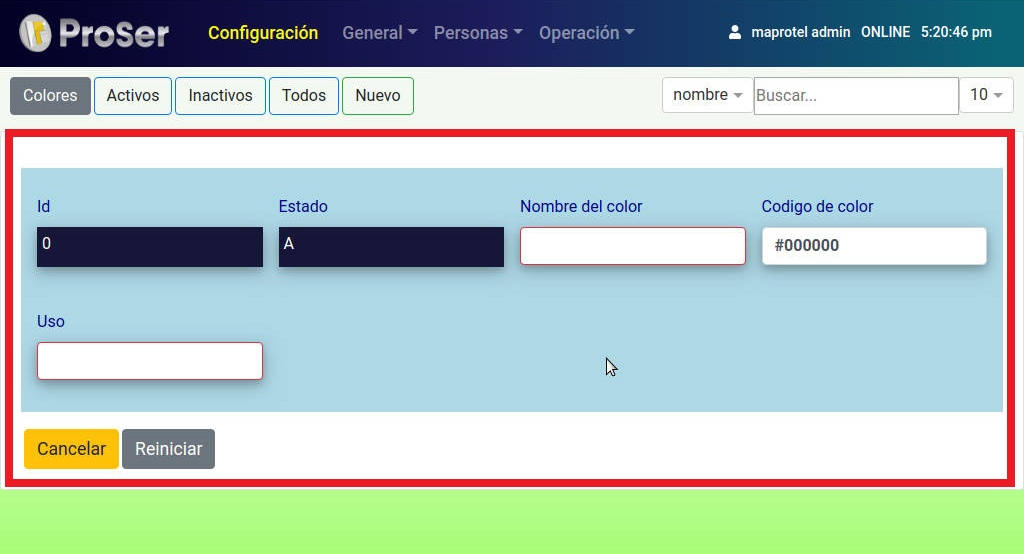 ProSer Configuración General Personas Operación maprotel admin ONLINE 5:20:46 pm
Colores Activos Inactivos Todos Nuevo nombre Buscar... 10
Id Estado Nombre del color Codigo de color
0 A #000000
Uso
Cancelar Reiniciar